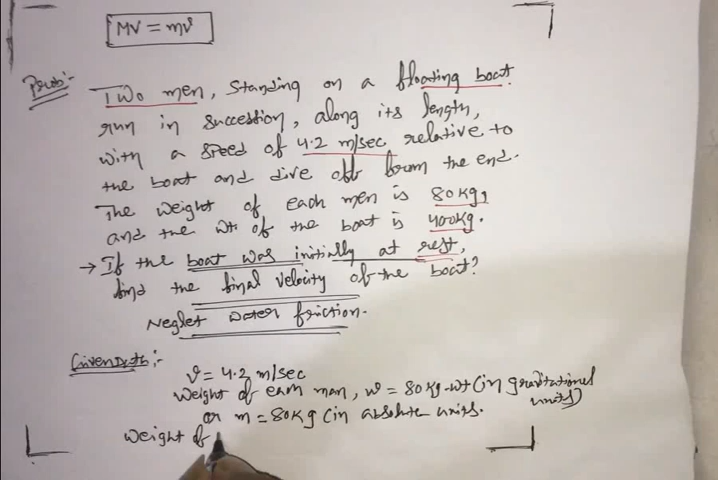 MV = mv
Prob:-
Two men, standing on a floating boat
run in succession, along its length,
with a speed of 4.2 m/sec relative to
the boat and dive off from the end.
The weight of each men is 80 kg,
and the wt. of the boat is 400kg.
→ If the boat was initially at rest,
find the final velocity of the boat?
Neglet water friction.
Given Data:-
v = 4.2 m/sec
Weight of each man, w = 80 kg-wt (in gravitational units)
or m = 80 kg (in absolute units.
Weight of